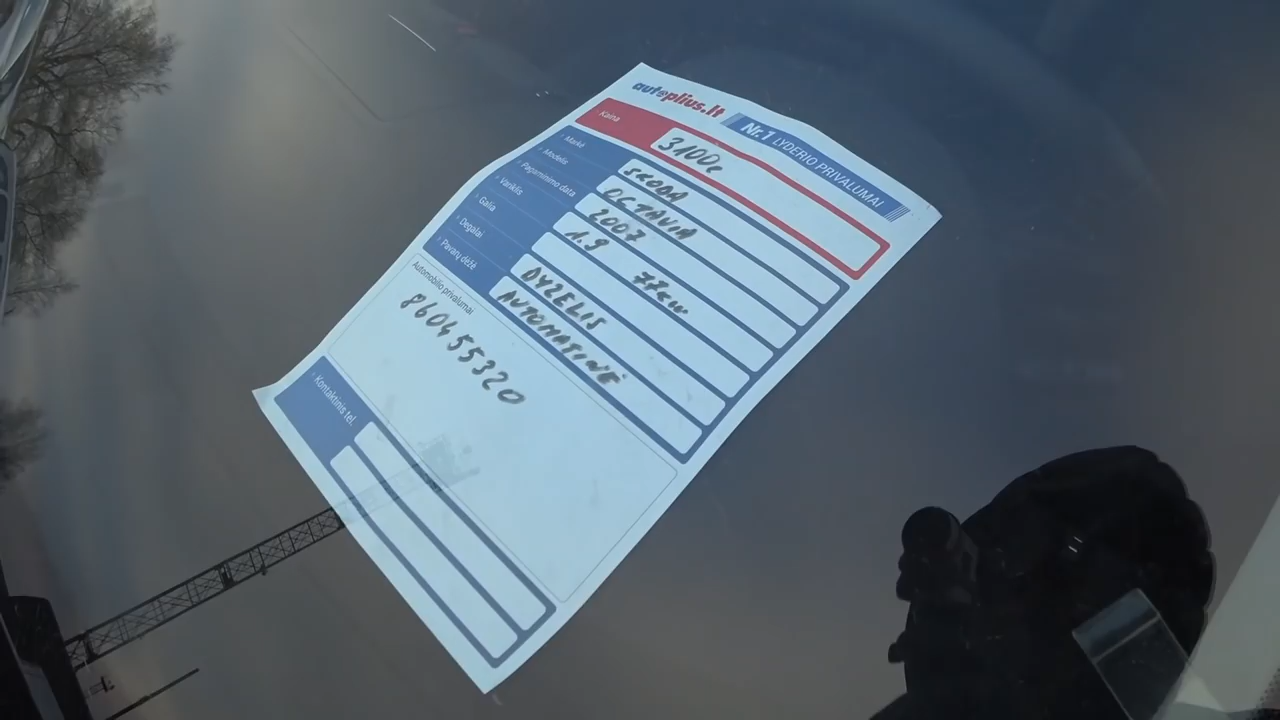 autoplius.lt Nr.1 LYDERIO PRIVALUMAI
Kaina 3100€
Markė SKODA
Modelis OCTAVIA
Pagaminimo data 2007
Variklis 1.9 77kw
Galia
Degalai DYZELIS
Pavarų dėžė AUTOMATINĖ
Automobilio privalumai
860455320
Kontaktinis tel.